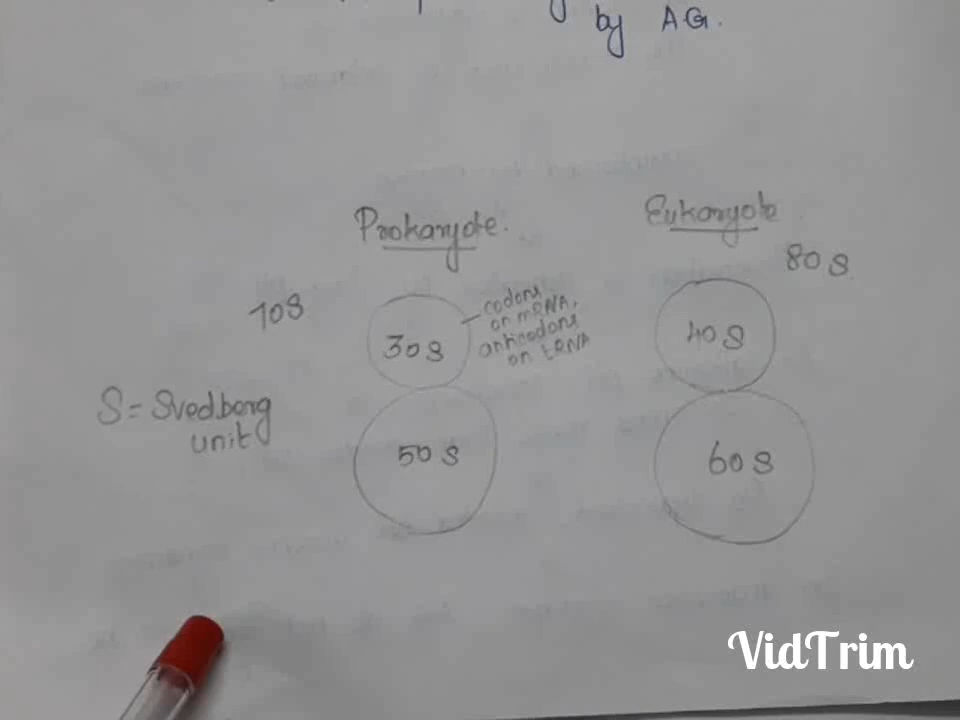 by AG.
Prokaryote.
Eukaryote
80 S
70S
30 S
codons
on mRNA,
anticodons
on tRNA
40 S
S = Svedberg
unit
50 S
60 S
VidTrim